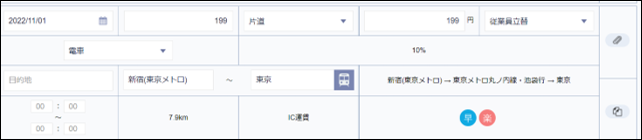 2022/11/01 199 片道 199 円 従業員立替
電車 10%
目的地 新宿(東京メトロ) ～ 東京 新宿(東京メトロ) → 東京メトロ丸ノ内線・池袋行 → 東京
00 : 00
～ 7.9km IC運賃 早 楽
00 : 00